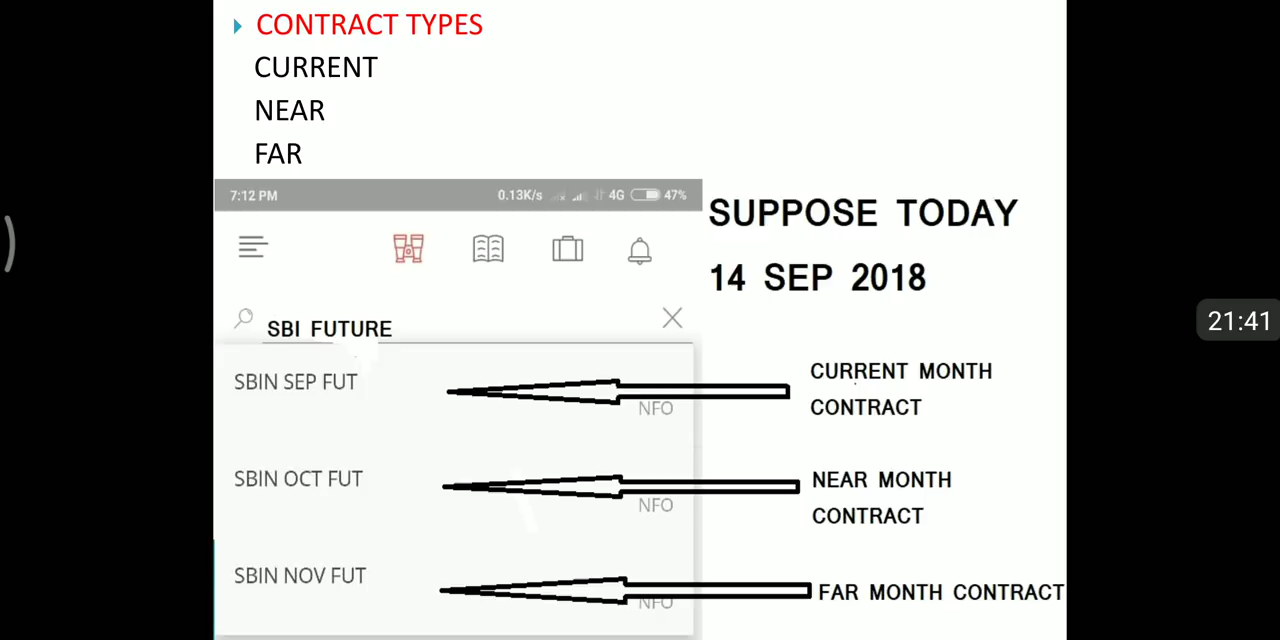 CONTRACT TYPES
CURRENT
NEAR
FAR
7:12 PM 0.13K/s 4G 47%
SUPPOSE TODAY
14 SEP 2018
SBI FUTURE
21:41
SBIN SEP FUT
NFO
CURRENT MONTH
CONTRACT
SBIN OCT FUT
NFO
NEAR MONTH
CONTRACT
SBIN NOV FUT
NFO
FAR MONTH CONTRACT